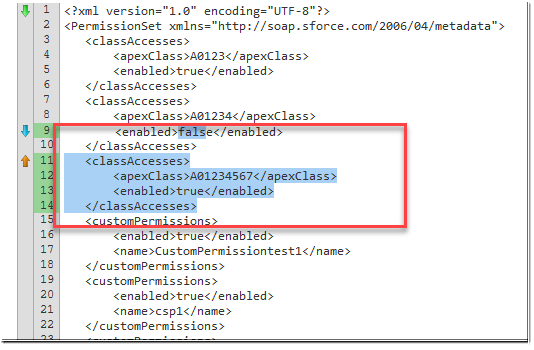 1 <?xml version="1.0" encoding="UTF-8"?>
2 <PermissionSet xmlns="http://soap.sforce.com/2006/04/metadata">
3 <classAccesses>
4 <apexClass>A0123</apexClass>
5 <enabled>true</enabled>
6 </classAccesses>
7 <classAccesses>
8 <apexClass>A01234</apexClass>
9 <enabled>false</enabled>
10 </classAccesses>
11 <classAccesses>
12 <apexClass>A01234567</apexClass>
13 <enabled>true</enabled>
14 </classAccesses>
15 <customPermissions>
16 <enabled>true</enabled>
17 <name>CustomPermissiontest1</name>
18 </customPermissions>
19 <customPermissions>
20 <enabled>true</enabled>
21 <name>csp1</name>
22 </customPermissions>
23 <customPermissions>